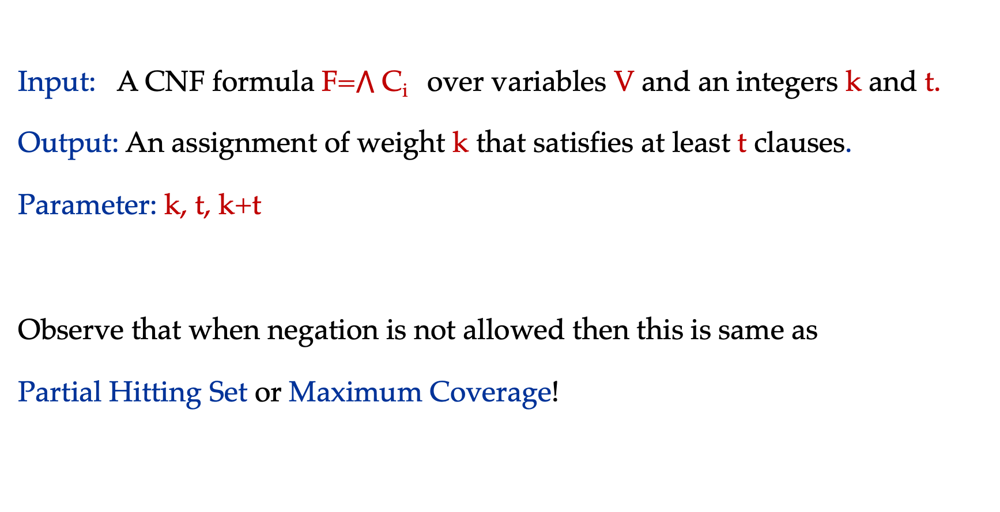 Input: A CNF formula F=⋀ Cᵢ over variables V and an integers k and t.
Output: An assignment of weight k that satisfies at least t clauses.
Parameter: k, t, k+t
Observe that when negation is not allowed then this is same as
Partial Hitting Set or Maximum Coverage!